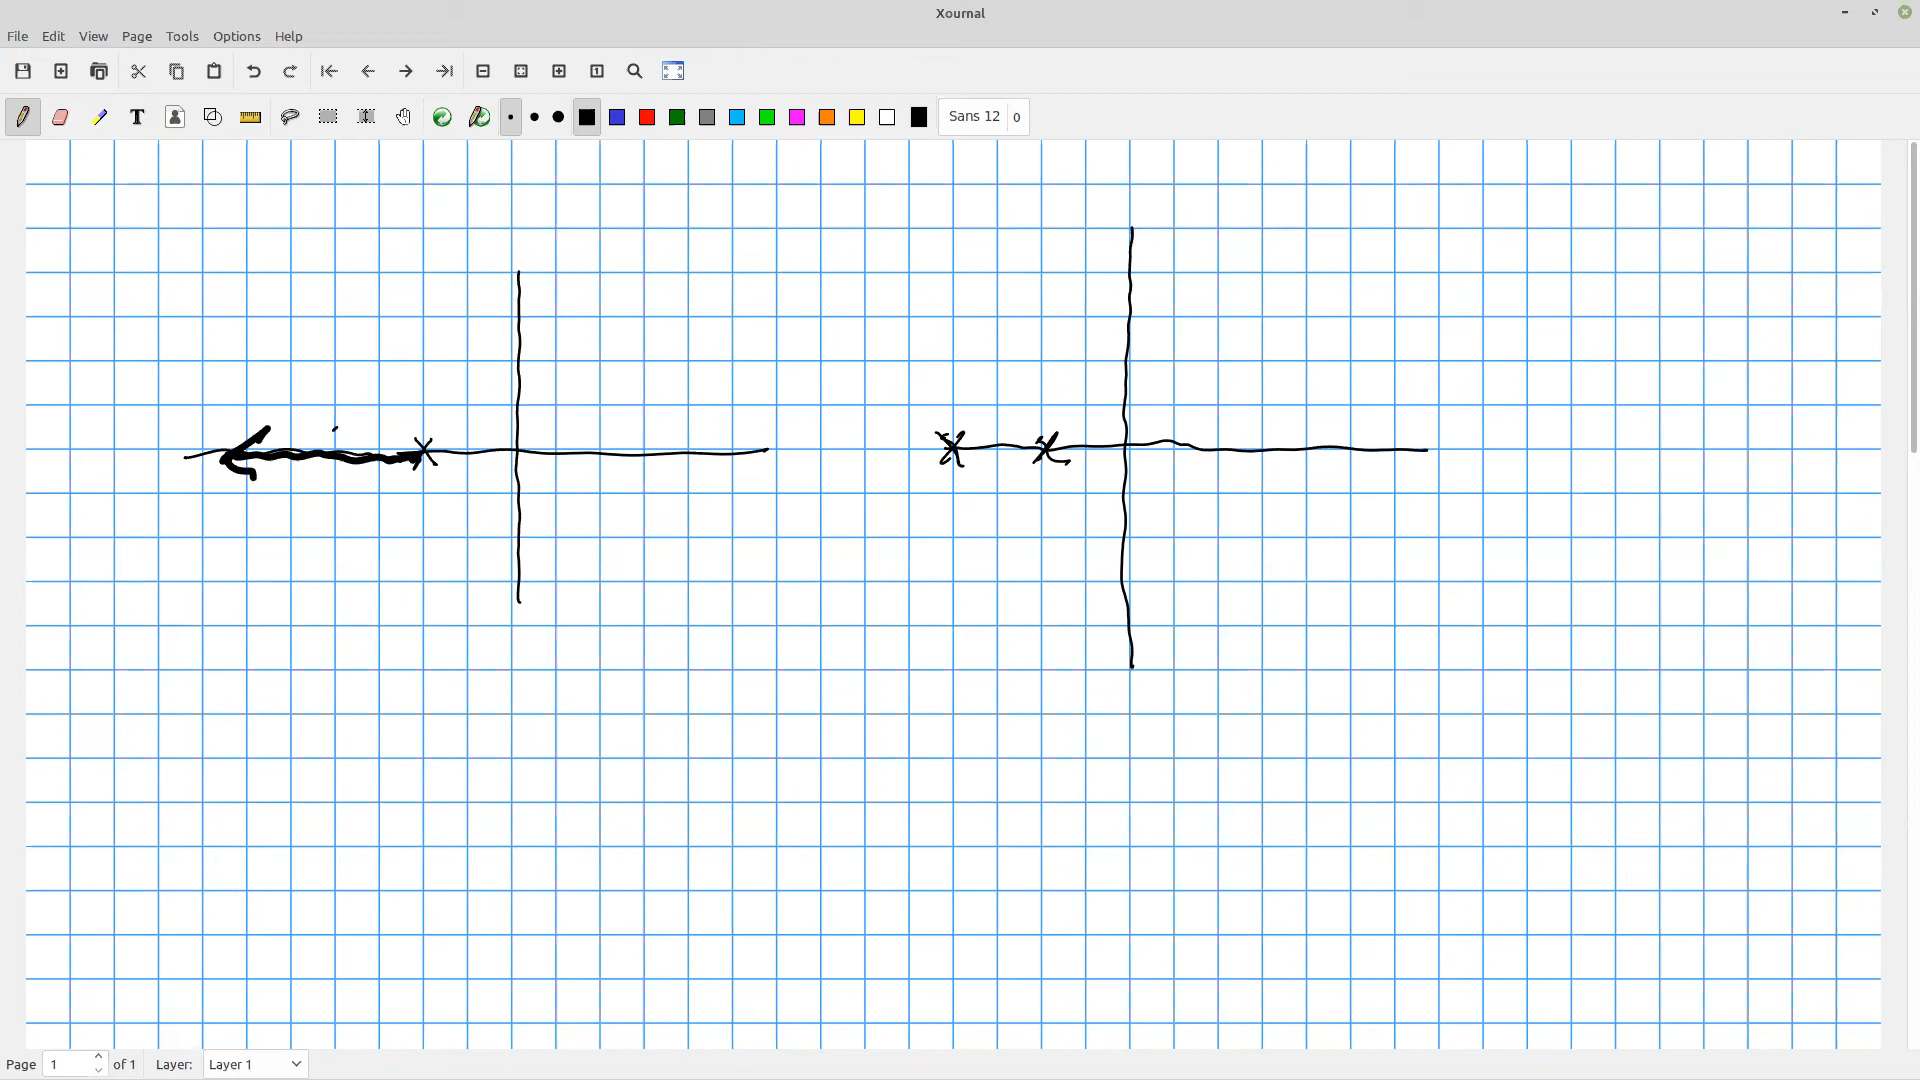 Xournal
File Edit View Page Tools Options Help
T Sans 12 0
Page 1 of 1 Layer: Layer 1